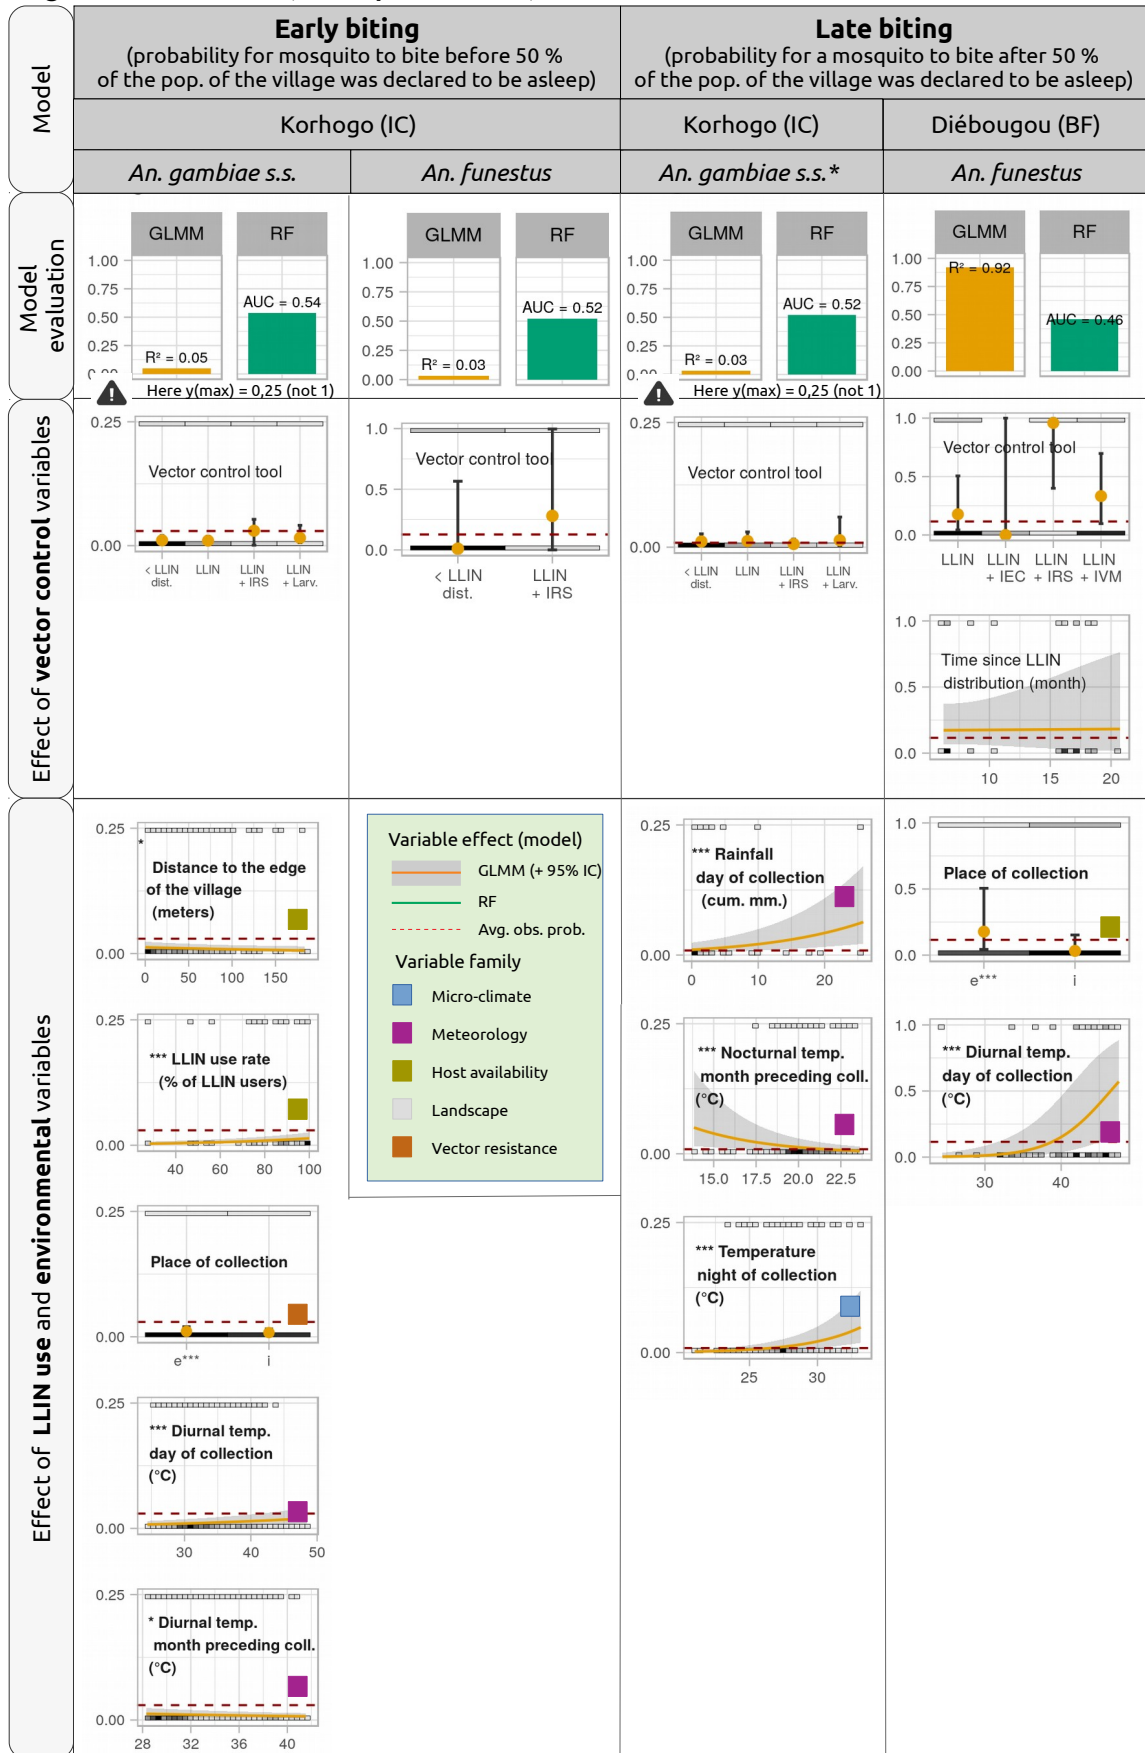 Model
Early biting
(probability for mosquito to bite before 50 %
of the pop. of the village was declared to be asleep)
Late biting
(probability for a mosquito to bite after 50 %
of the pop. of the village was declared to be asleep)
Korhogo (IC)
Korhogo (IC)
Diébougou (BF)
An. gambiae s.s.
An. funestus
An. gambiae s.s.*
An. funestus
Model
evaluation
GLMM
RF
1.00
0.75
0.50
0.25
0.00
R² = 0.05
AUC = 0.54
Here y(max) = 0,25 (not 1)
GLMM
RF
1.00
0.75
0.50
0.25
0.00
R² = 0.03
AUC = 0.52
GLMM
RF
1.00
0.75
0.50
0.25
0.00
R² = 0.03
AUC = 0.52
Here y(max) = 0,25 (not 1)
GLMM
RF
1.00
0.75
0.50
0.25
0.00
R² = 0.92
AUC = 0.46
Effect of vector control variables
0.25
0.00
Vector control tool
< LLIN
dist.
LLIN
LLIN
+ IRS
LLIN
+ Larv.
1.0
0.5
0.0
Vector control tool
< LLIN
dist.
LLIN
+ IRS
0.25
0.00
Vector control tool
< LLIN
dist.
LLIN
LLIN
+ IRS
LLIN
+ Larv.
1.0
0.5
0.0
Vector control tool
LLIN
LLIN
+ IEC
LLIN
+ IRS
LLIN
+ IVM
1.0
0.5
0.0
Time since LLIN
distribution (month)
10 15 20
Effect of LLIN use and environmental variables
0.25
0.00
*
Distance to the edge
of the village
(meters)
0 50 100 150
0.25
0.00
*** LLIN use rate
(% of LLIN users)
40 60 80 100
0.25
0.00
Place of collection
e*** i
0.25
0.00
*** Diurnal temp.
day of collection
(°C)
30 40 50
0.25
0.00
* Diurnal temp.
month preceding coll.
(°C)
28 32 36 40
Variable effect (model)
GLMM (+ 95% IC)
RF
Avg. obs. prob.
Variable family
Micro-climate
Meteorology
Host availability
Landscape
Vector resistance
0.25
0.00
*** Rainfall
day of collection
(cum. mm.)
0 10 20
0.25
0.00
*** Nocturnal temp.
month preceding coll.
(°C)
15.0 17.5 20.0 22.5
0.25
0.00
*** Temperature
night of collection
(°C)
25 30
1.0
0.5
0.0
Place of collection
e*** i
1.0
0.5
0.0
*** Diurnal temp.
day of collection
(°C)
30 40